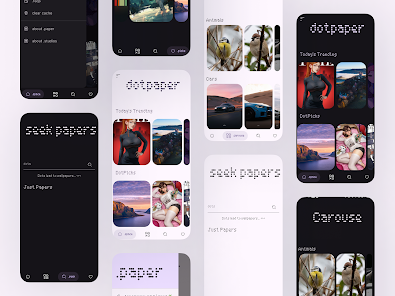 clear cache
about .paper
about .studios
seek papers
Just Papers
dotpaper
Today's Trending
DotPicks
.paper
Animals
Cars
seek papers
Just Papers
dotpaper
Today's Trending
DotPicks
Carouse
Animals